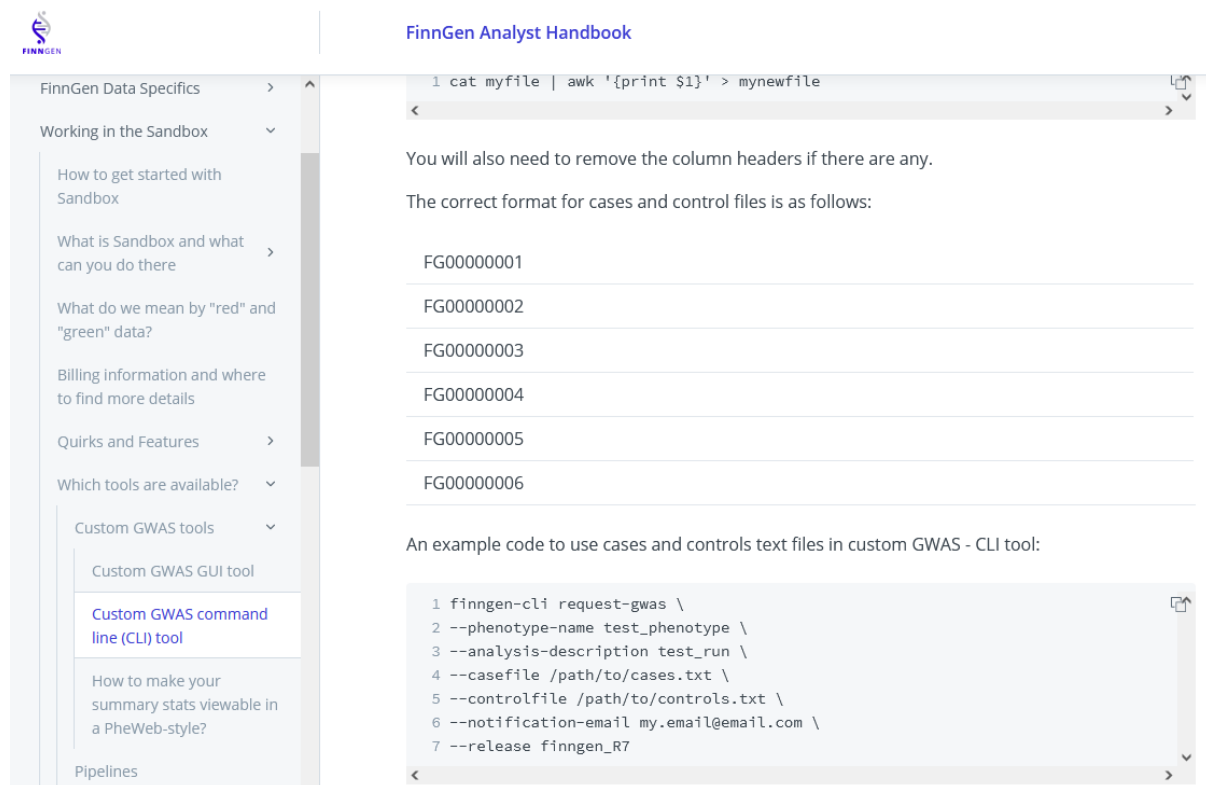 FINNGEN
FinnGen Analyst Handbook
FinnGen Data Specifics
Working in the Sandbox
How to get started with
Sandbox
What is Sandbox and what
can you do there
What do we mean by "red" and
"green" data?
Billing information and where
to find more details
Quirks and Features
Which tools are available?
Custom GWAS tools
Custom GWAS GUI tool
Custom GWAS command
line (CLI) tool
How to make your
summary stats viewable in
a PheWeb-style?
Pipelines
1 cat myfile | awk '{print $1}' > mynewfile
You will also need to remove the column headers if there are any.
The correct format for cases and control files is as follows:
FG00000001
FG00000002
FG00000003
FG00000004
FG00000005
FG00000006
An example code to use cases and controls text files in custom GWAS - CLI tool:
1 finngen-cli request-gwas \
2 --phenotype-name test_phenotype \
3 --analysis-description test_run \
4 --casefile /path/to/cases.txt \
5 --controlfile /path/to/controls.txt \
6 --notification-email my.email@email.com \
7 --release finngen_R7